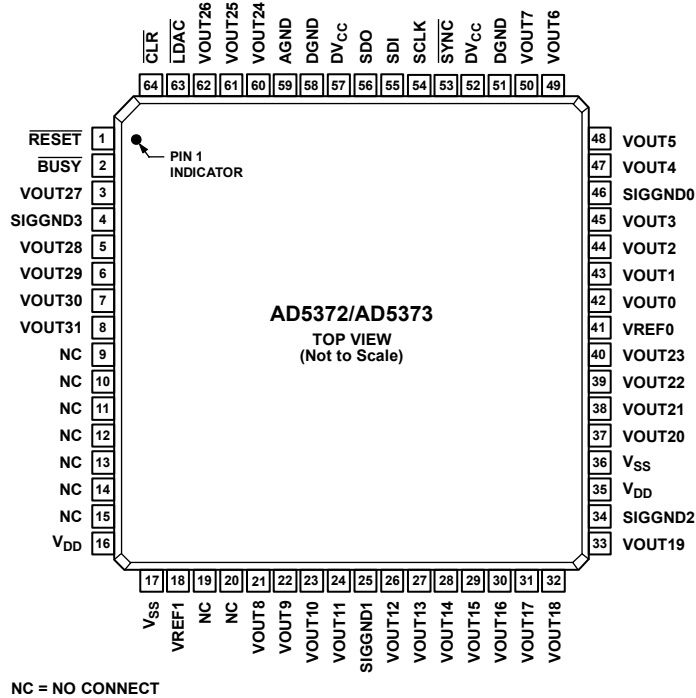 CLR
LDAC
VOUT26
VOUT25
VOUT24
AGND
DGND
DVCC
SDO
SDI
SCLK
SYNC
DVCC
DGND
VOUT7
VOUT6
64 63 62 61 60 59 58 57 56 55 54 53 52 51 50 49
RESET 1
BUSY 2
VOUT27 3
SIGGND3 4
VOUT28 5
VOUT29 6
VOUT30 7
VOUT31 8
NC 9
NC 10
NC 11
NC 12
NC 13
NC 14
NC 15
VDD 16
PIN 1
INDICATOR
AD5372/AD5373
TOP VIEW
(Not to Scale)
48 VOUT5
47 VOUT4
46 SIGGND0
45 VOUT3
44 VOUT2
43 VOUT1
42 VOUT0
41 VREF0
40 VOUT23
39 VOUT22
38 VOUT21
37 VOUT20
36 VSS
35 VDD
34 SIGGND2
33 VOUT19
17 18 19 20 21 22 23 24 25 26 27 28 29 30 31 32
VSS
VREF1
NC
NC
VOUT8
VOUT9
VOUT10
VOUT11
SIGGND1
VOUT12
VOUT13
VOUT14
VOUT15
VOUT16
VOUT17
VOUT18
NC = NO CONNECT